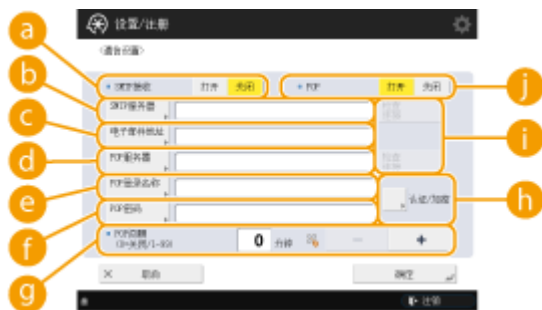 设置/注册
<通信设置>
a
SMTP接收
打开
关闭
POP
打开
关闭
j
b
SMTP服务器
c
电子邮件地址
i
d
POP服务器
e
POP登录名称
认证/加密
h
f
POP密码
g
POP间隔
(0=关闭/1-99)
0
分钟
-
+
× 取消
确定
注销